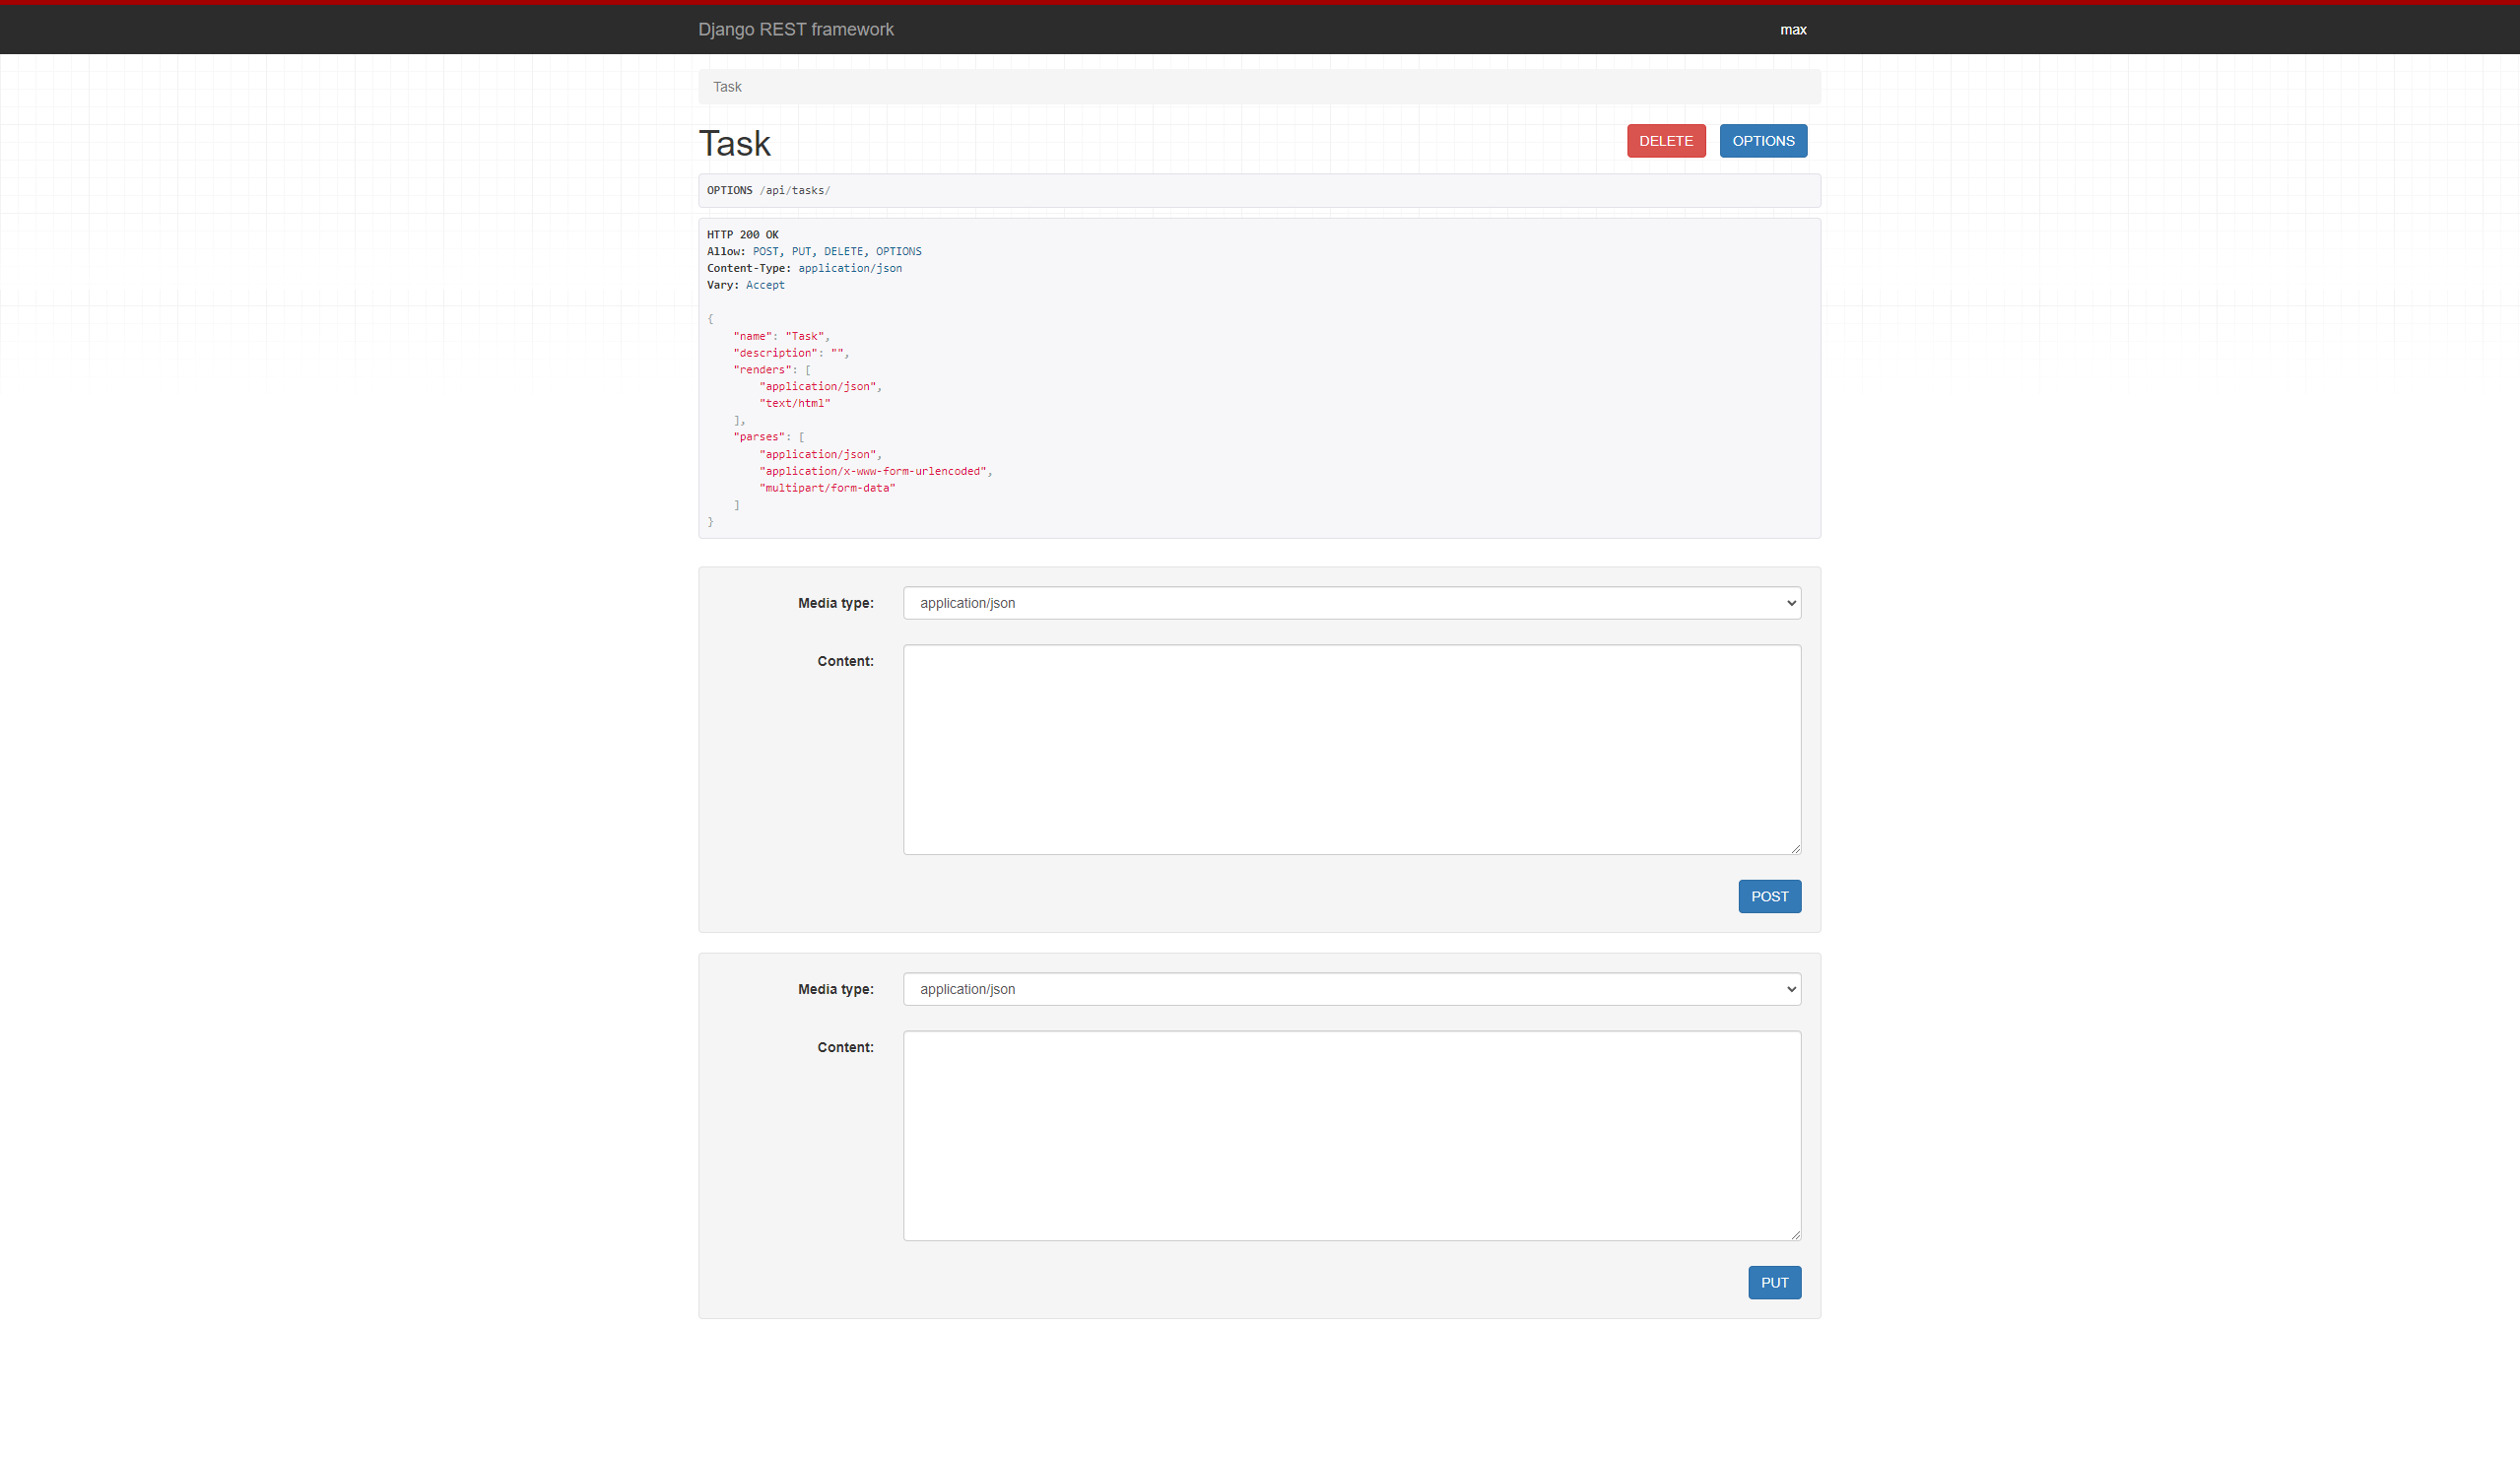 Django REST framework
max
Task
Task
DELETE
OPTIONS
OPTIONS /api/tasks/
HTTP 200 OK
Allow: POST, PUT, DELETE, OPTIONS
Content-Type: application/json
Vary: Accept
{
    "name": "Task",
    "description": "",
    "renders": [
        "application/json",
        "text/html"
    ],
    "parses": [
        "application/json",
        "application/x-www-form-urlencoded",
        "multipart/form-data"
    ]
}
Media type:
application/json
Content:
POST
Media type:
application/json
Content:
PUT